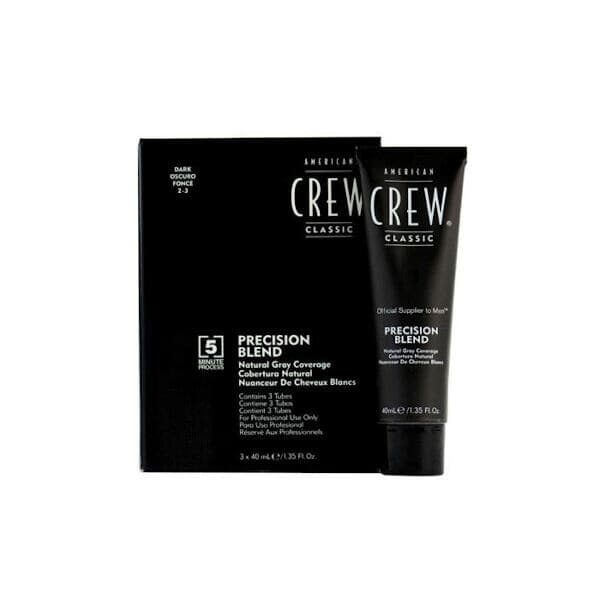 DARK
OSCURO
FONCE
2-3
AMERICAN
CREW
CLASSIC
5
MINUTE
PROCESS
PRECISION
BLEND
Natural Gray Coverage
Cobertura Natural
Nuanceur De Cheveux Blancs
Contains 3 Tubes
Contiene 3 Tubos
Contient 3 Tubes
For Professional Use Only
Para Uso Profesional
Réservé Aux Professionnels
3 x 40 mL℮/1.35 Fl. Oz.
AMERICAN
CREW®
CLASSIC
Official Supplier to Men™
PRECISION
BLEND
Natural Gray Coverage
Cobertura Natural
Nuanceur De Cheveux Blancs
40mL℮/1.35 Fl. Oz.